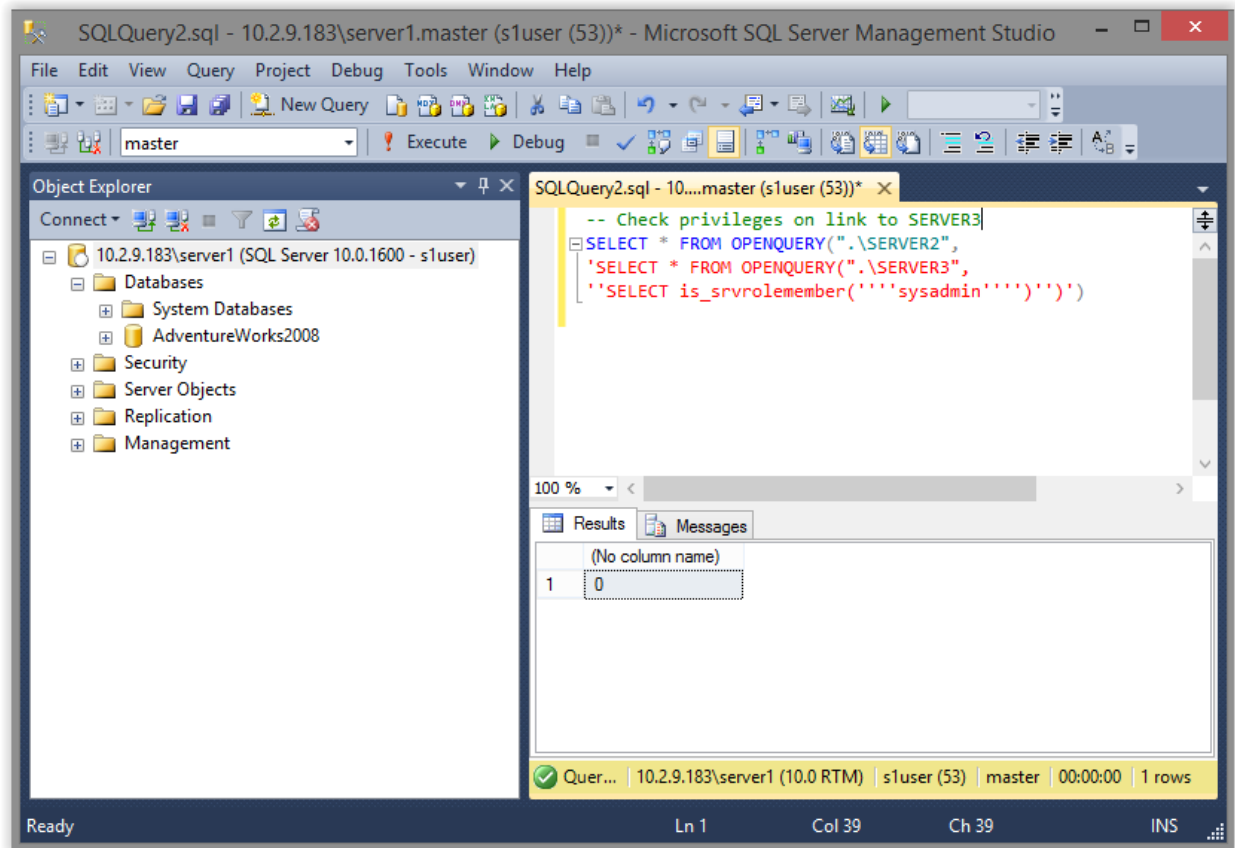 SQLQuery2.sql - 10.2.9.183\server1.master (s1user (53))* - Microsoft SQL Server Management Studio
File Edit View Query Project Debug Tools Window Help
New Query
master Execute Debug
Object Explorer
Connect
10.2.9.183\server1 (SQL Server 10.0.1600 - s1user)
Databases
System Databases
AdventureWorks2008
Security
Server Objects
Replication
Management
SQLQuery2.sql - 10....master (s1user (53))*
-- Check privileges on link to SERVER3
SELECT * FROM OPENQUERY(".\SERVER2",
'SELECT * FROM OPENQUERY(".\SERVER3",
''SELECT is_srvrolemember(''''sysadmin'''')'')')
100 %
Results Messages
(No column name)
1 0
Quer... 10.2.9.183\server1 (10.0 RTM) s1user (53) master 00:00:00 1 rows
Ready Ln 1 Col 39 Ch 39 INS